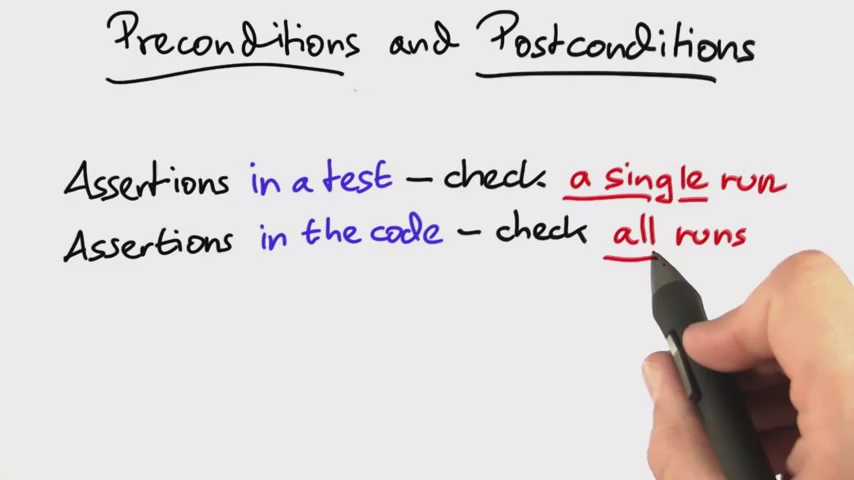 Preconditions and Postconditions
Assertions in a test – check a single run
Assertions in the code – check all runs